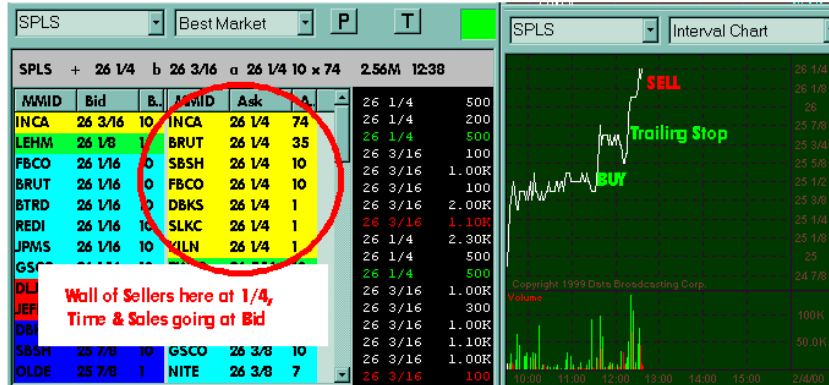 SPLS Best Market P T
SPLS + 26 1/4 b 26 3/16 a 26 1/4 10 x 74 2.56M 12:38
MMID Bid B.. MMID Ask A..
INCA 26 3/16 10 INCA 26 1/4 74
LEHM 26 1/8 1 BRUT 26 1/4 35
FBCO 26 1/16 10 SBSH 26 1/4 10
BRUT 26 1/16 10 FBCO 26 1/4 10
BTRD 26 1/16 10 DBKS 26 1/4 1
REDI 26 1/16 10 SLKC 26 1/4 1
JPMS 26 1/16 10 KILN 26 1/4 1
GSCO
Wall of Sellers here at 1/4,
Time & Sales going at Bid
SBSH 25 7/8 10 GSCO 26 3/8 10
OLDE 25 7/8 1 NITE 26 3/8 7
26 1/4 500
26 1/4 200
26 1/4 500
26 3/16 100
26 3/16 1.00K
26 3/16 100
26 3/16 2.00K
26 3/16 1.10K
26 1/4 2.30K
26 1/4 500
26 1/4 500
26 3/16 1.00K
26 3/16 300
26 3/16 1.00K
26 3/16 1.10K
26 3/16 1.00K
26 3/16 100
SPLS Interval Chart
SELL
Trailing Stop
BUY
26 1/4
26 1/8
26
25 7/8
25 3/4
25 5/8
25 1/2
25 3/8
25 1/4
25 1/8
25
24 7/8
Copyright 1999 Data Broadcasting Corp.
Volume
100K
50.0K
10:00 11:00 12:00 13:00 14:00 15:00 2/4/00